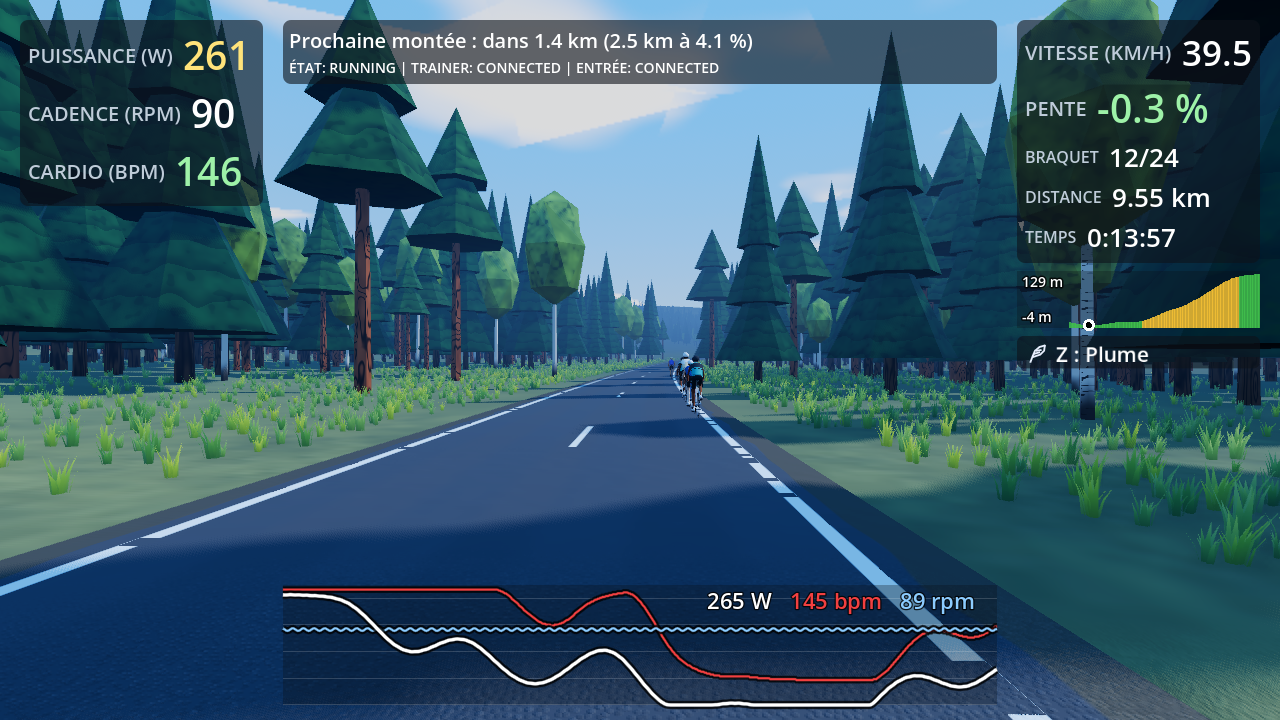 PUISSANCE (W) 261
CADENCE (RPM) 90
CARDIO (BPM) 146
Prochaine montée : dans 1.4 km (2.5 km à 4.1 %)
ÉTAT: RUNNING | TRAINER: CONNECTED | ENTRÉE: CONNECTED
VITESSE (KM/H) 39.5
PENTE -0.3 %
BRAQUET 12/24
DISTANCE 9.55 km
TEMPS 0:13:57
129 m
-4 m
Z : Plume
265 W 145 bpm 89 rpm